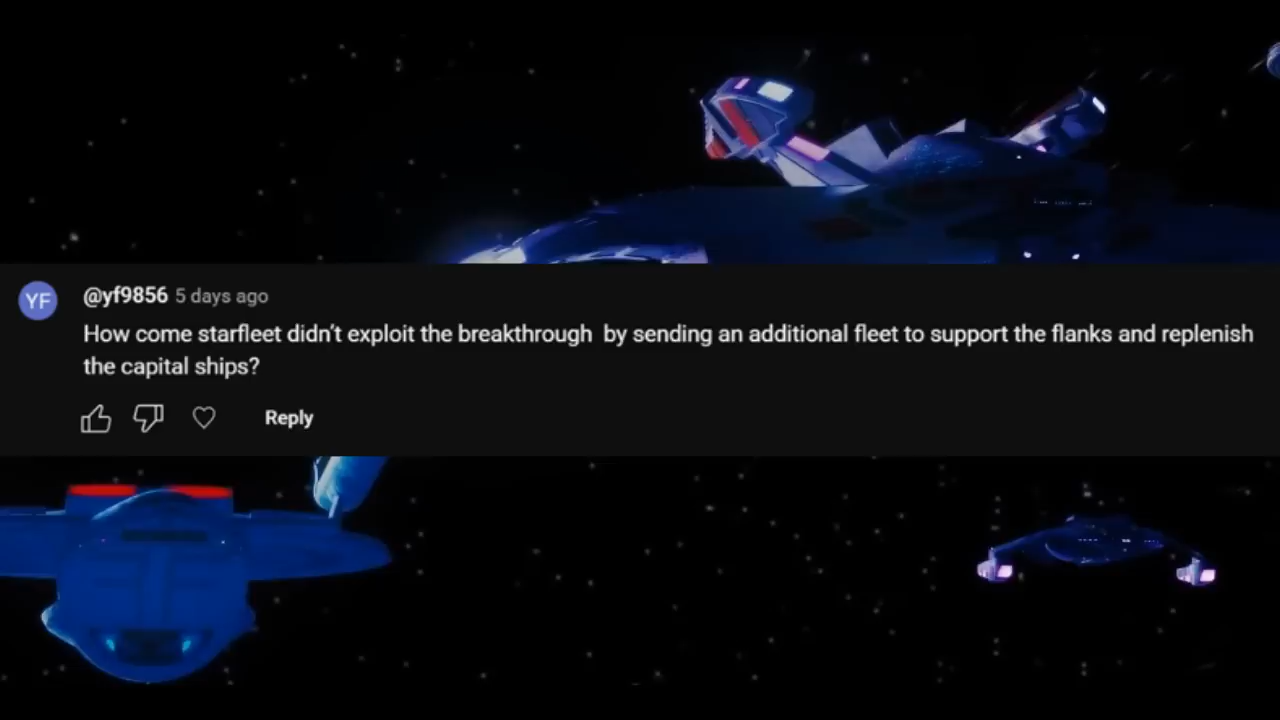 YF
@yf9856 5 days ago
How come starfleet didn't exploit the breakthrough  by sending an additional fleet to support the flanks and replenish
the capital ships?
Reply